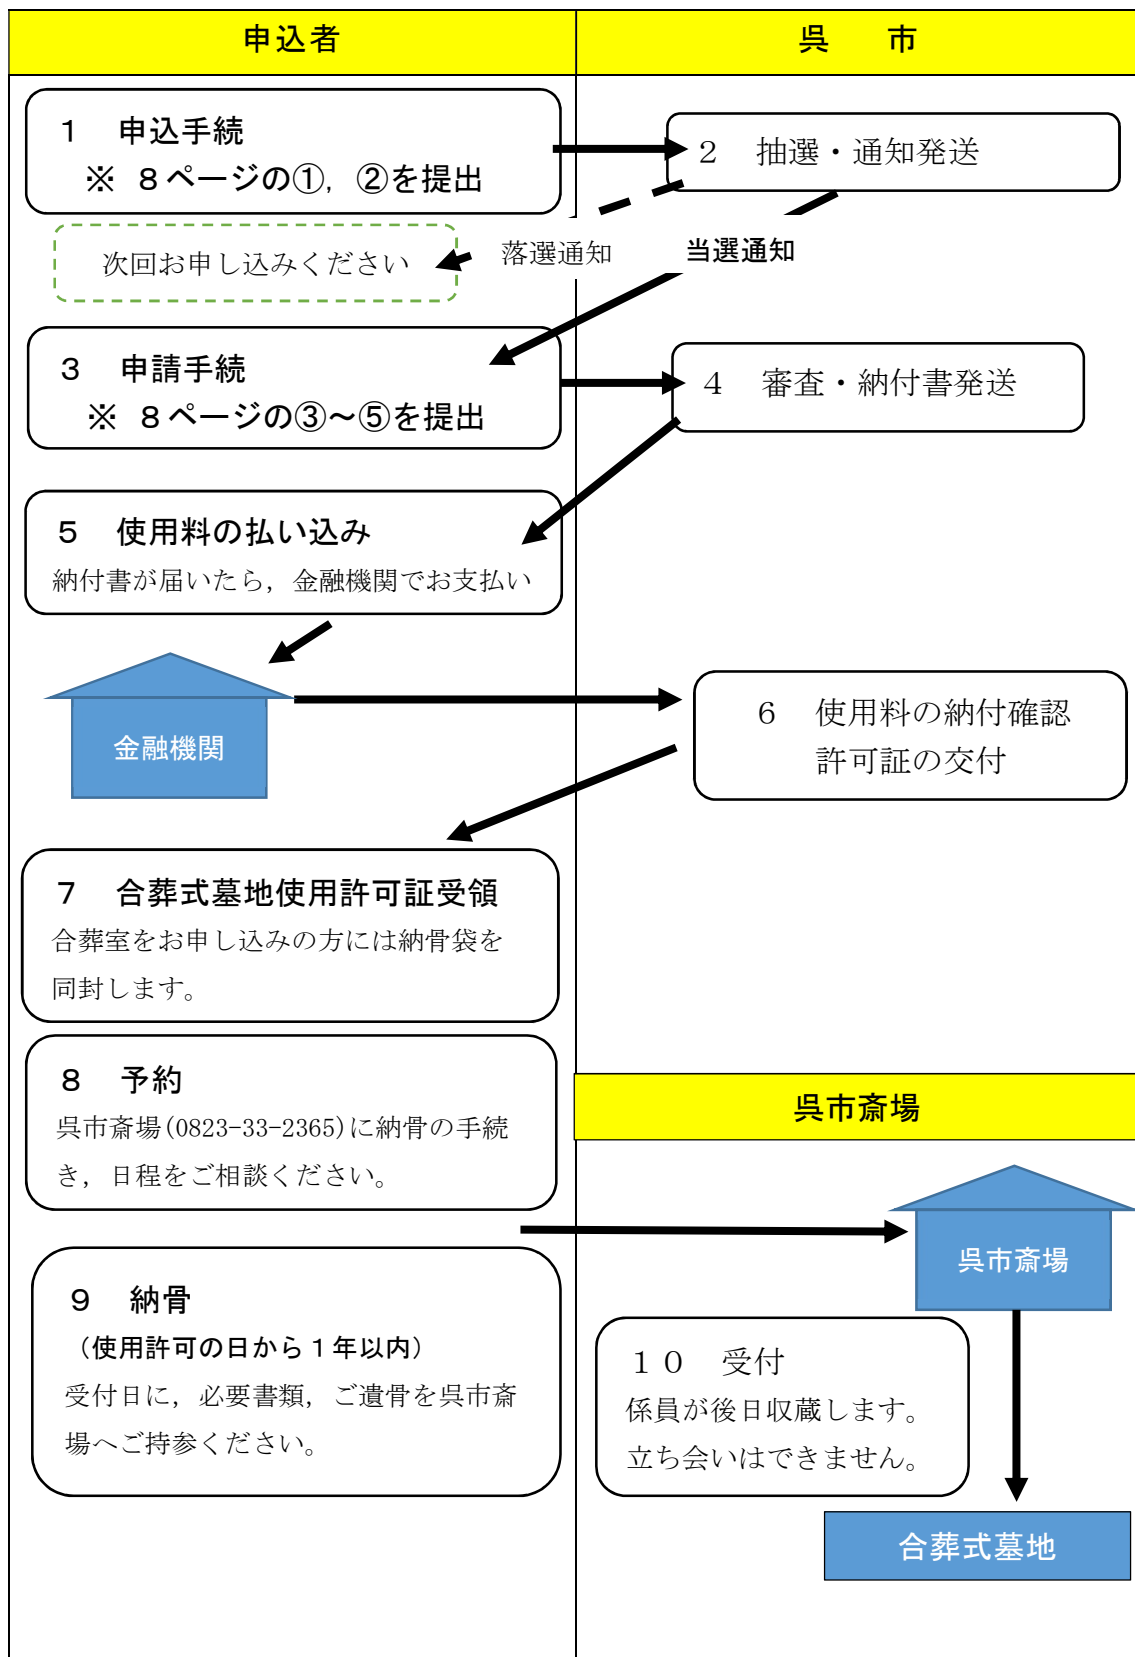 申込者
呉　市
１　申込手続
※ ８ページの①，②を提出
２　抽選・通知発送
次回お申し込みください
落選通知
当選通知
３　申請手続
※ ８ページの③～⑤を提出
４　審査・納付書発送
５　使用料の払い込み
納付書が届いたら，金融機関でお支払い
金融機関
６　使用料の納付確認
許可証の交付
７　合葬式墓地使用許可証受領
合葬室をお申し込みの方には納骨袋を
同封します。
８　予約
呉市斎場(0823-33-2365)に納骨の手続
き，日程をご相談ください。
呉市斎場
呉市斎場
９　納骨
（使用許可の日から１年以内）
受付日に，必要書類，ご遺骨を呉市斎
場へご持参ください。
１０　受付
係員が後日収蔵します。
立ち会いはできません。
合葬式墓地